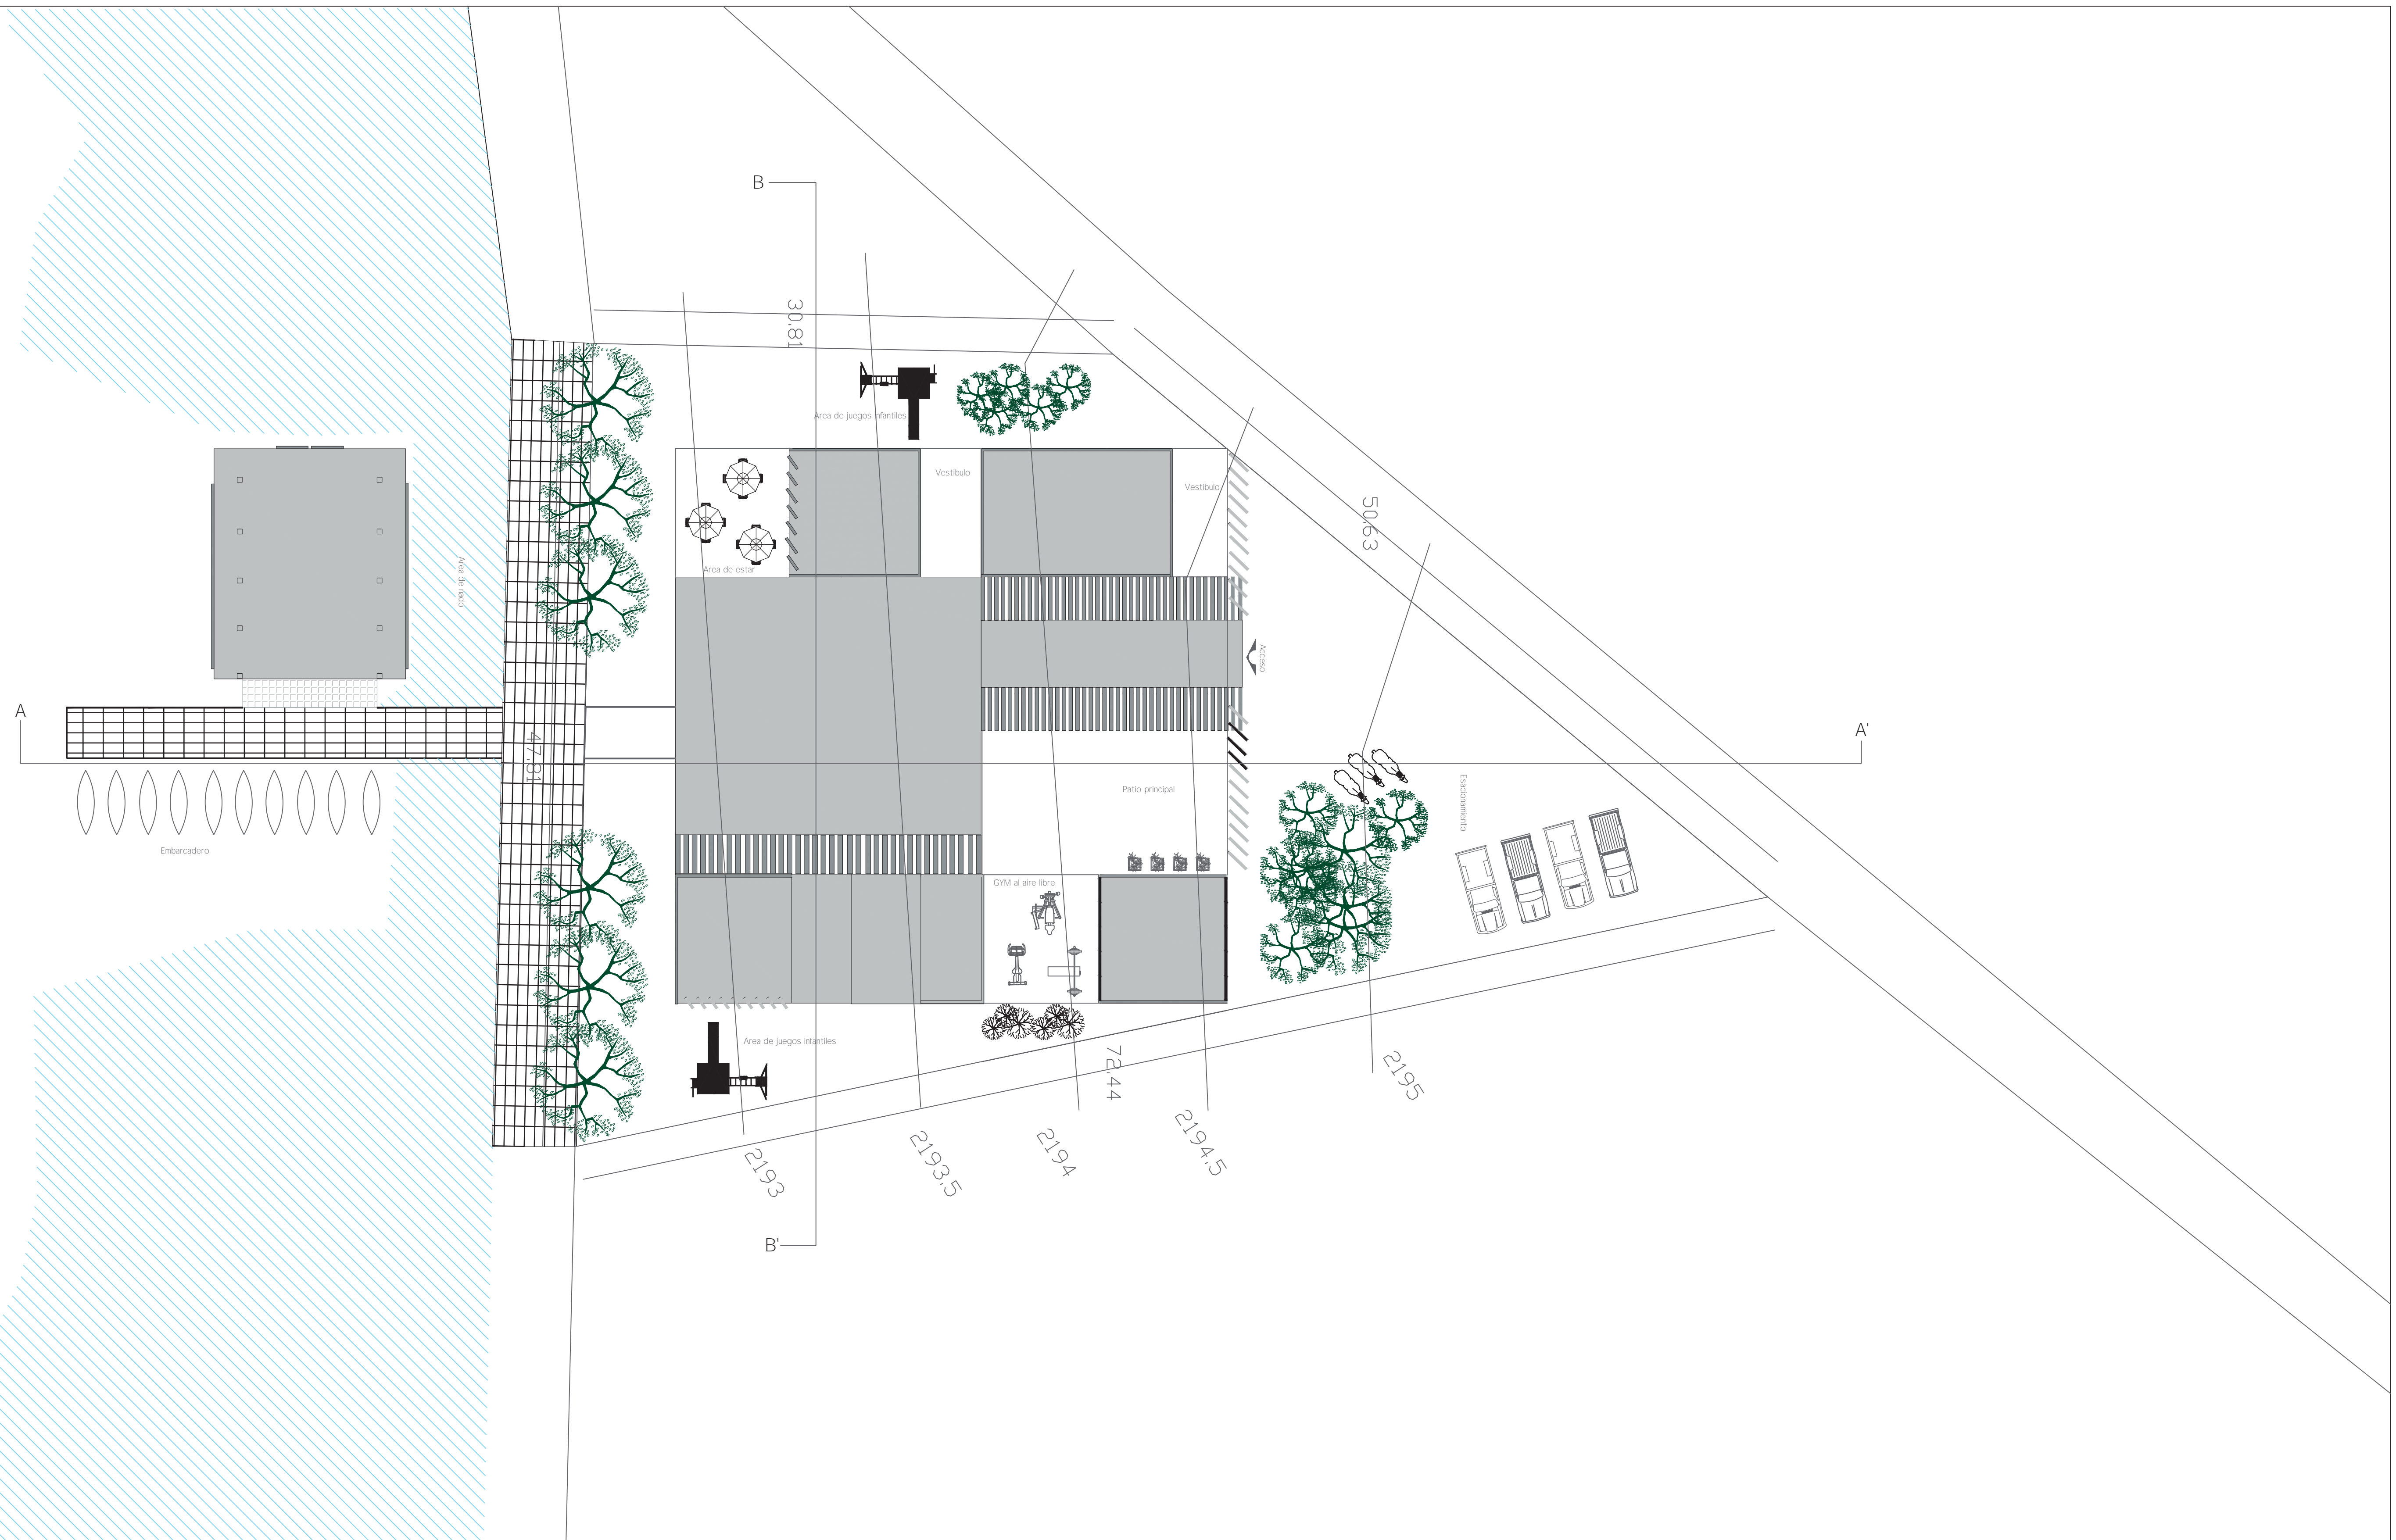 B
30,81
Area de juegos infantiles
Vestibulo
Vestibulo
50,63
Area de estar
Area de nado
Acceso
A
A'
47,31
Patio principal
Esacionamiento
Embarcadero
GYM al aire libre
Area de juegos infantiles
72,44
2195
2194,5
2194
2193,5
2193
B'